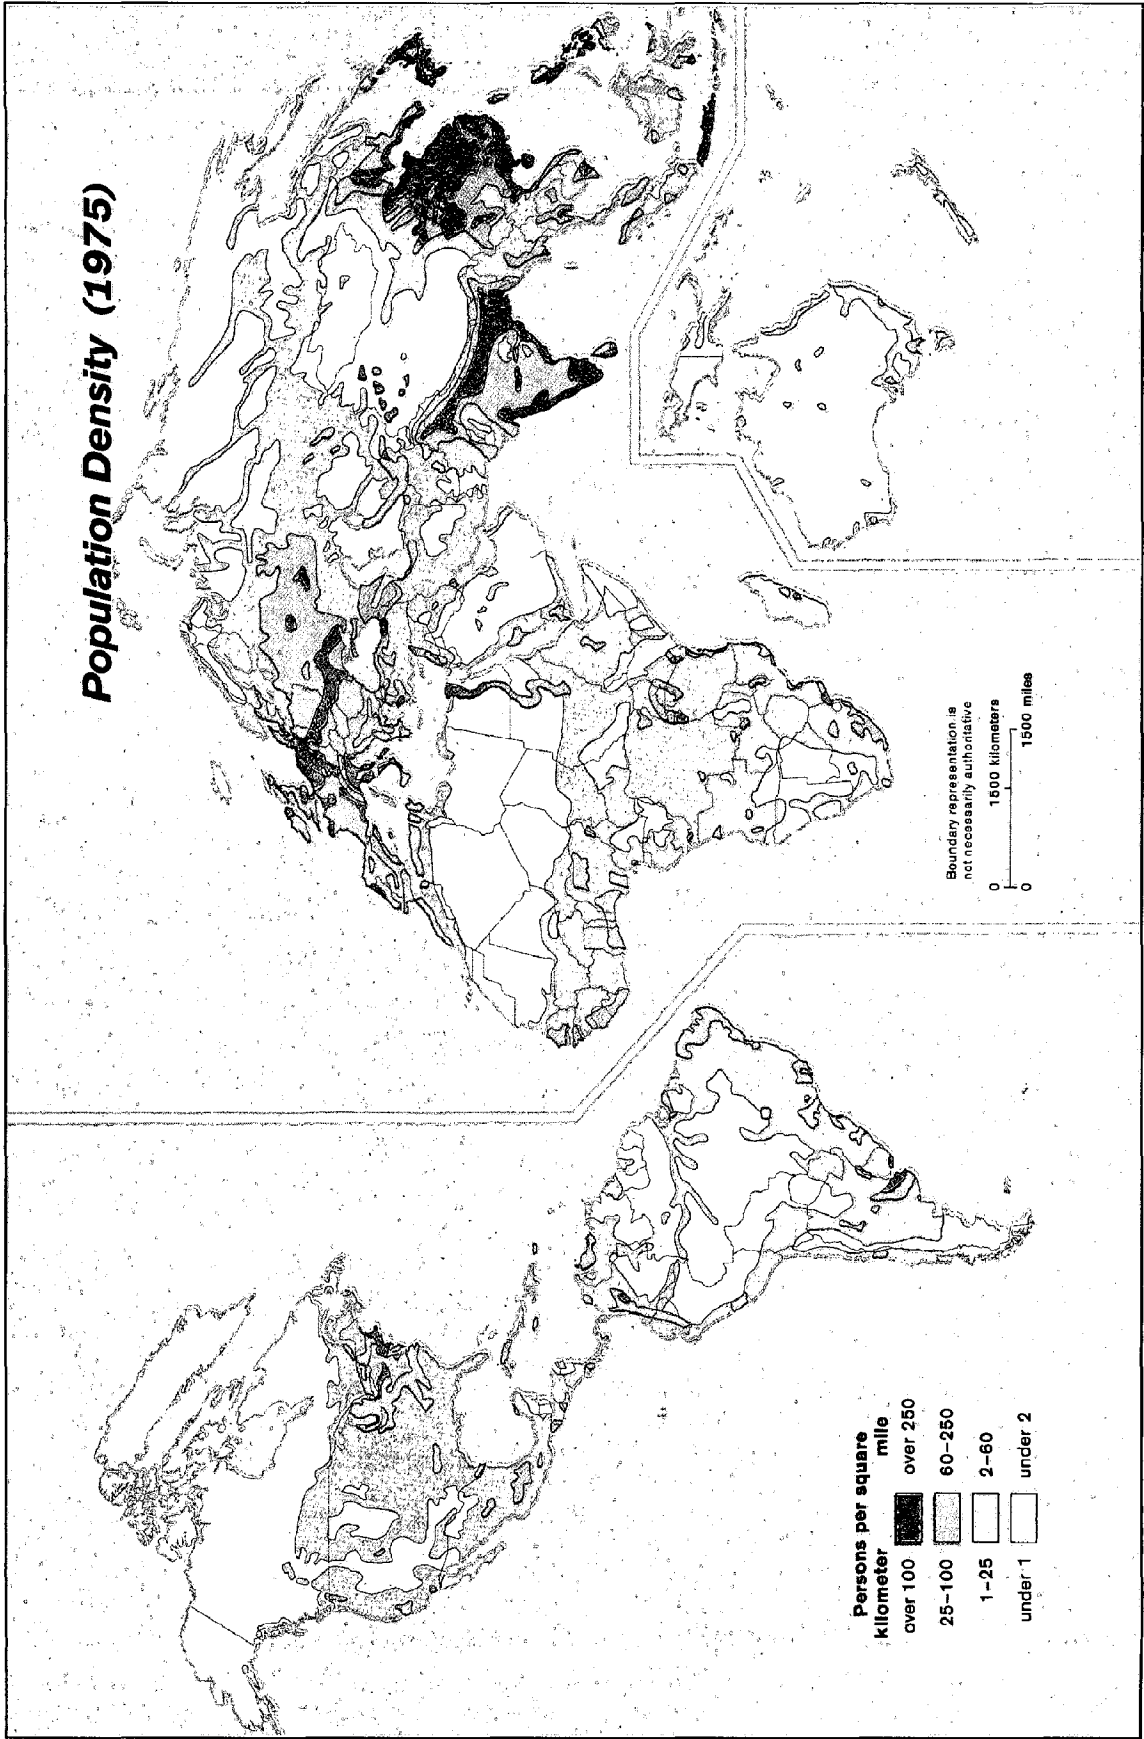 Population Density (1975)
Boundary representation is
not necessarily authoritative
0 1500 kilometers
0 1500 miles
Persons per square
kilometer mile
over 100 over 250
25-100 60-250
1-25 2-60
under 1 under 2